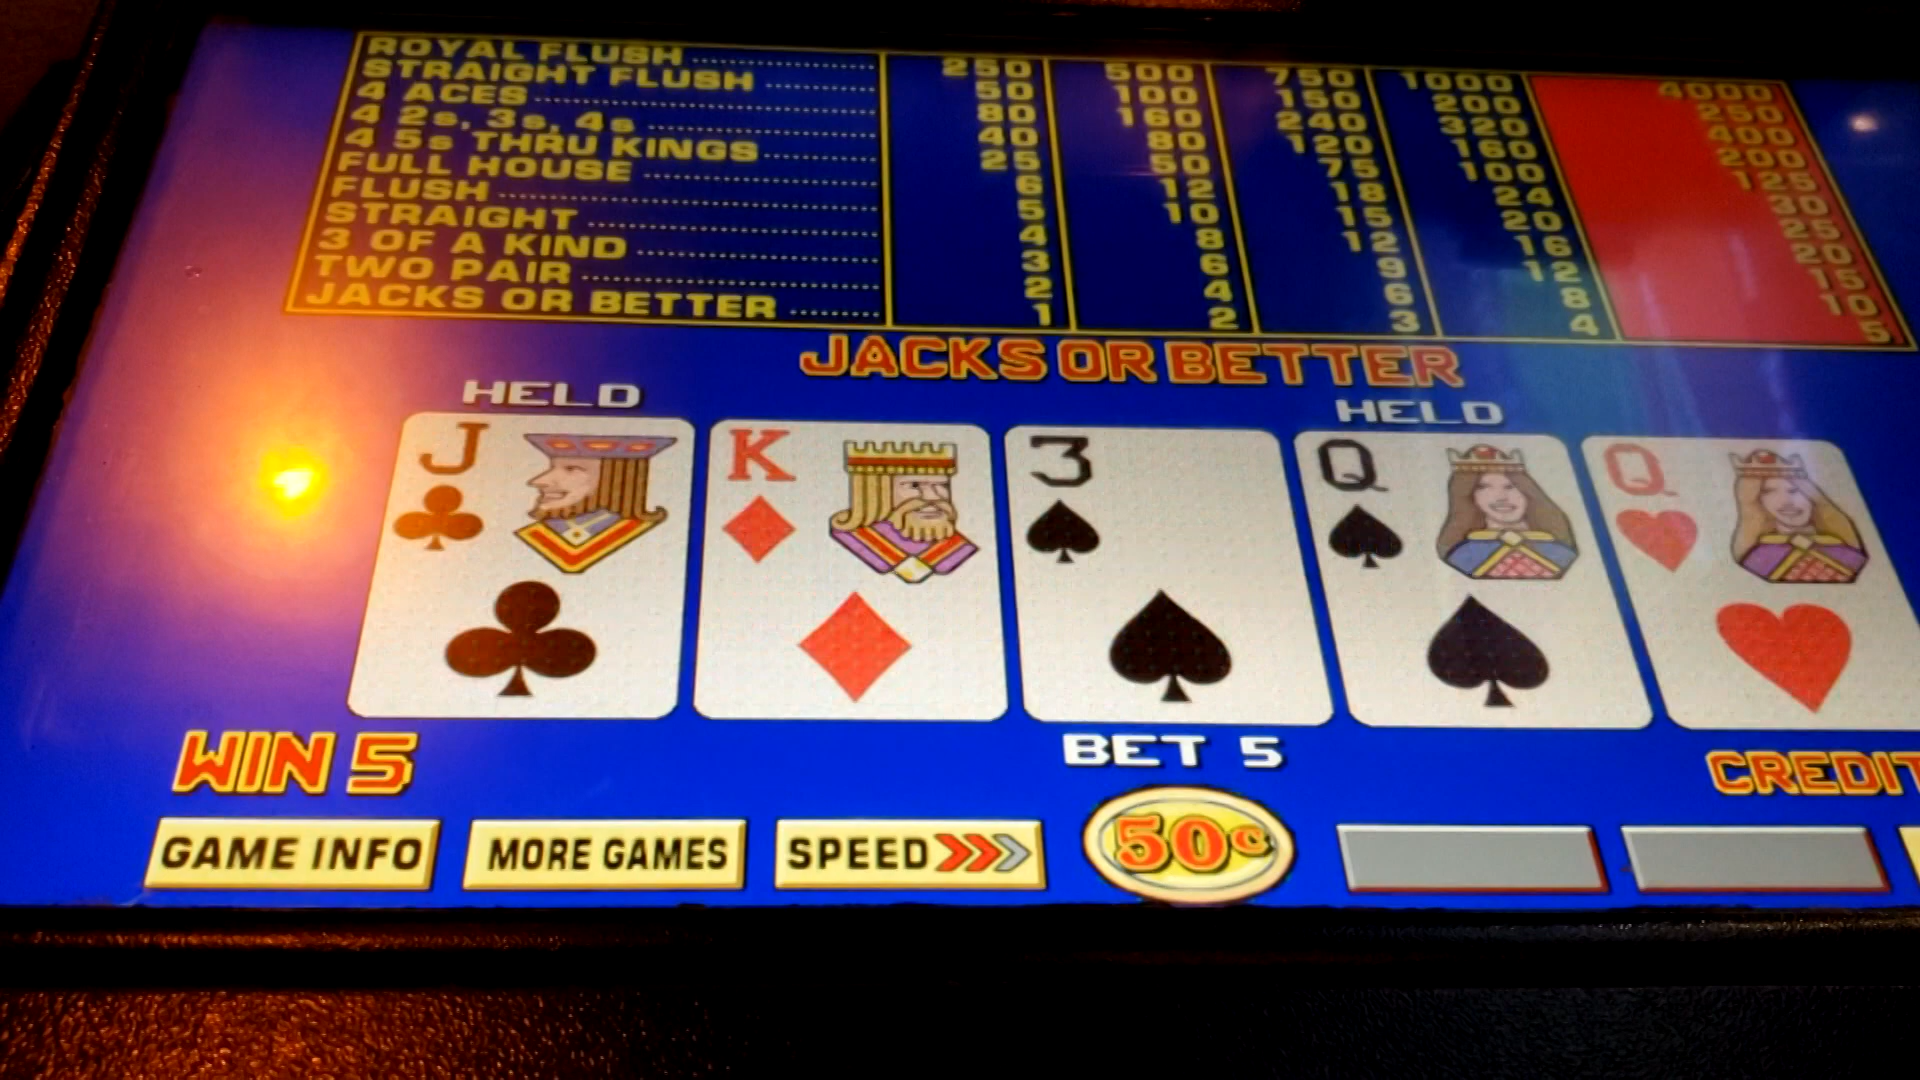 ROYAL FLUSH 250 500 750 1000 4000
STRAIGHT FLUSH 50 100 150 200 250
4 ACES 80 160 240 320 400
4 2s, 3s, 4s 40 80 120 160 200
4 5s THRU KINGS 25 50 75 100 125
FULL HOUSE 6 12 18 24 30
FLUSH 5 10 15 20 25
STRAIGHT 4 8 12 16 20
3 OF A KIND 3 6 9 12 15
TWO PAIR 2 4 6 8 10
JACKS OR BETTER 1 2 3 4 5
JACKS OR BETTER
HELD HELD
J K 3 Q Q
WIN 5 BET 5 CREDIT
GAME INFO MORE GAMES SPEED 50¢